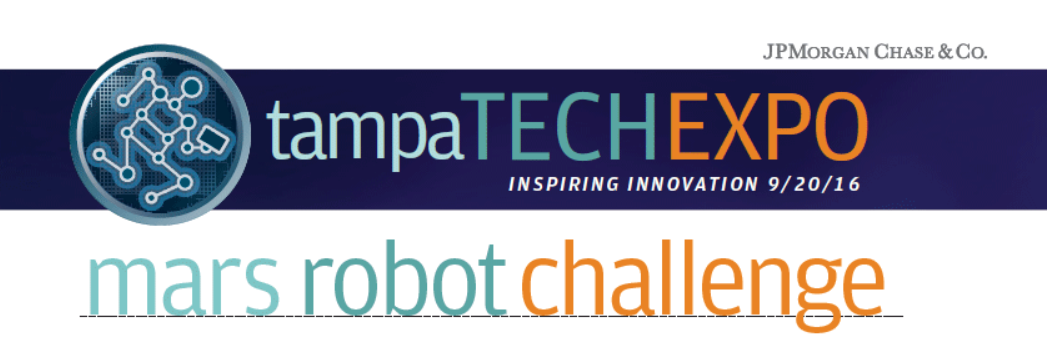 JPMORGAN CHASE & CO.
tampaTECHEXPO
INSPIRING INNOVATION 9/20/16
mars robot challenge